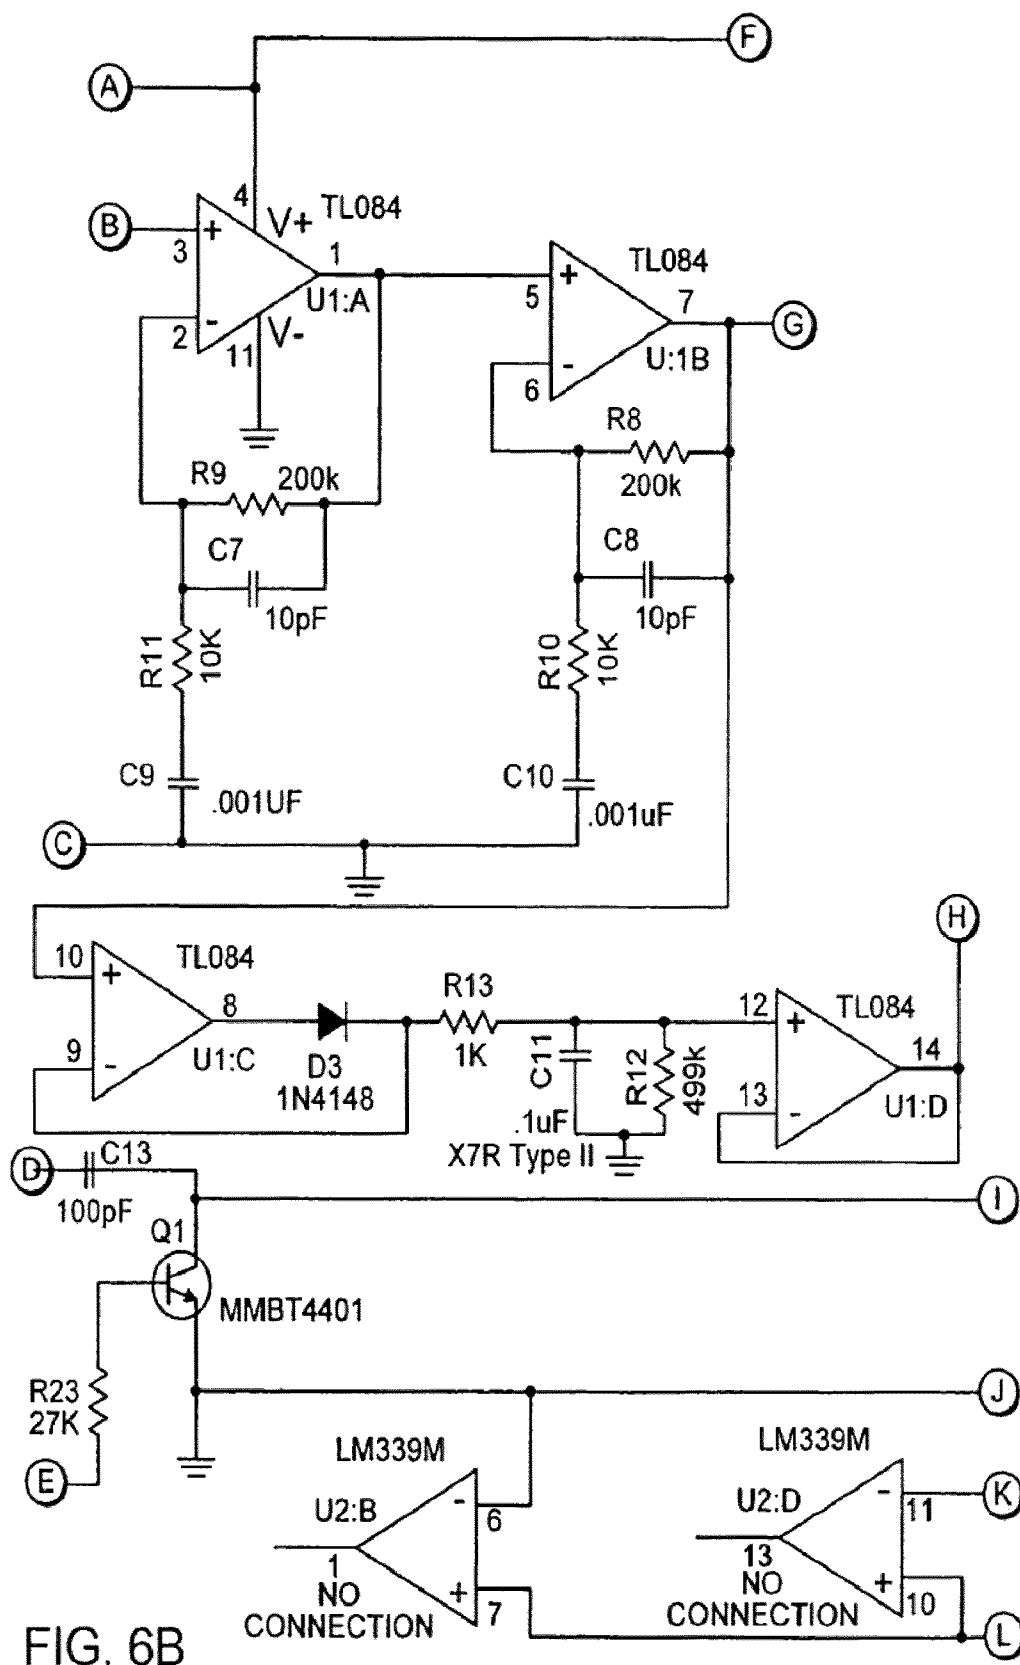 F
A
4
V+
TL084
B
+
3
1
TL084
+
5
7
G
U1:A
-
2
V-
11
-
6
U:1B
R8
R9
200k
200k
C7
C8
10pF
10pF
R11
10K
R10
10K
C9
.001UF
C10
.001uF
C
H
10
+
TL084
8
R13
12
+
TL084
9
-
U1:C
D3
1N4148
1K
C11
R12
499k
14
13
-
U1:D
.1uF
X7R Type II
D
C13
100pF
I
Q1
MMBT4401
R23
27K
J
LM339M
LM339M
E
U2:B
-
6
U2:D
-
11
K
1
NO
CONNECTION
+
7
13
NO
CONNECTION
+
10
L
FIG. 6B